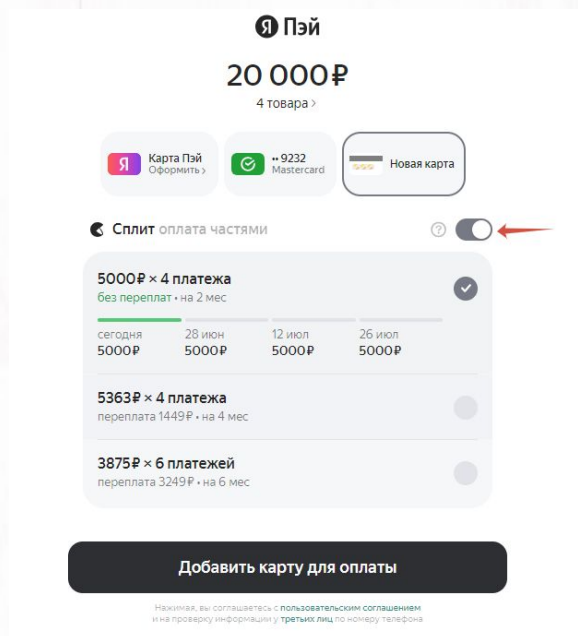 Я Пэй
20 000 ₽
4 товара >
Я
Карта Пэй
Оформить >
•• 9232
Mastercard
Новая карта
Сплит оплата частями ?
5000₽ × 4 платежа
без переплат • на 2 мес
сегодня 28 июн 12 июл 26 июл
5000₽ 5000₽ 5000₽ 5000₽
5363₽ × 4 платежа
переплата 1449₽ • на 4 мес
3875₽ × 6 платежей
переплата 3249₽ • на 6 мес
Добавить карту для оплаты
Нажимая, вы соглашаетесь с пользовательским соглашением
и на проверку информации у третьих лиц по номеру телефона